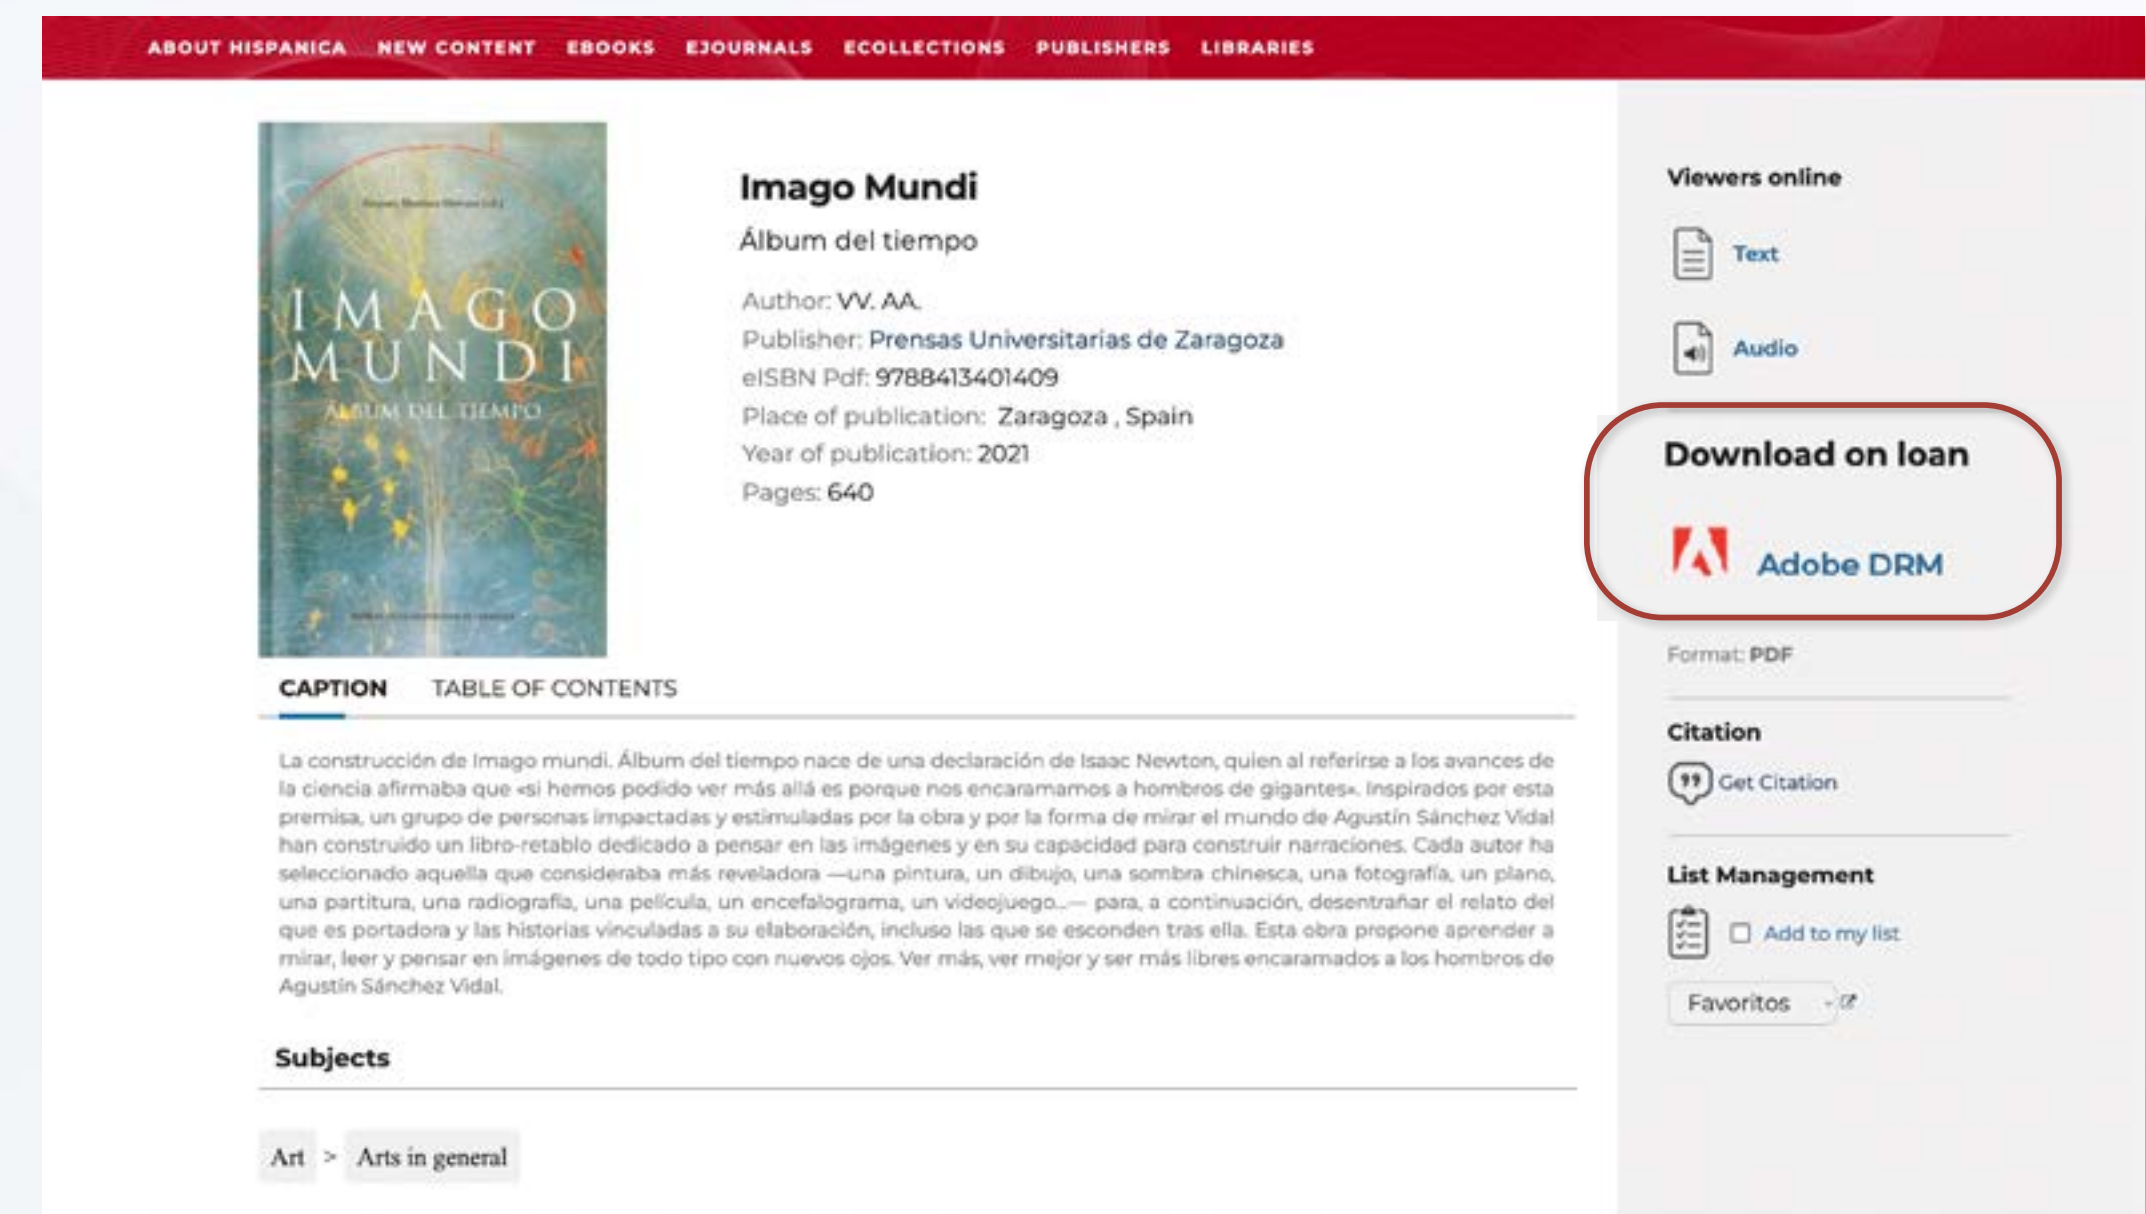 ABOUT HISPANICA NEW CONTENT EBOOKS EJOURNALS ECOLLECTIONS PUBLISHERS LIBRARIES
IMAGO
MUNDI
ÁLBUM DEL TIEMPO
Imago Mundi
Álbum del tiempo
Author: VV. AA.
Publisher: Prensas Universitarias de Zaragoza
eISBN Pdf: 9788413401409
Place of publication: Zaragoza , Spain
Year of publication: 2021
Pages: 640
CAPTION TABLE OF CONTENTS
La construcción de Imago mundi. Álbum del tiempo nace de una declaración de Isaac Newton, quien al referirse a los avances de
la ciencia afirmaba que «si hemos podido ver más allá es porque nos encaramamos a hombros de gigantes». Inspirados por esta
premisa, un grupo de personas impactadas y estimuladas por la obra y por la forma de mirar el mundo de Agustín Sánchez Vidal
han construido un libro-retablo dedicado a pensar en las imágenes y en su capacidad para construir narraciones. Cada autor ha
seleccionado aquella que consideraba más reveladora —una pintura, un dibujo, una sombra chinesca, una fotografía, un plano,
una partitura, una radiografía, una película, un encefalograma, un videojuego...— para, a continuación, desentrañar el relato del
que es portadora y las historias vinculadas a su elaboración, incluso las que se esconden tras ella. Esta obra propone aprender a
mirar, leer y pensar en imágenes de todo tipo con nuevos ojos. Ver más, ver mejor y ser más libres encaramados a los hombros de
Agustín Sánchez Vidal.
Subjects
Art > Arts in general
Viewers online
Text
Audio
Download on loan
Adobe DRM
Format: PDF
Citation
Get Citation
List Management
Add to my list
Favoritos